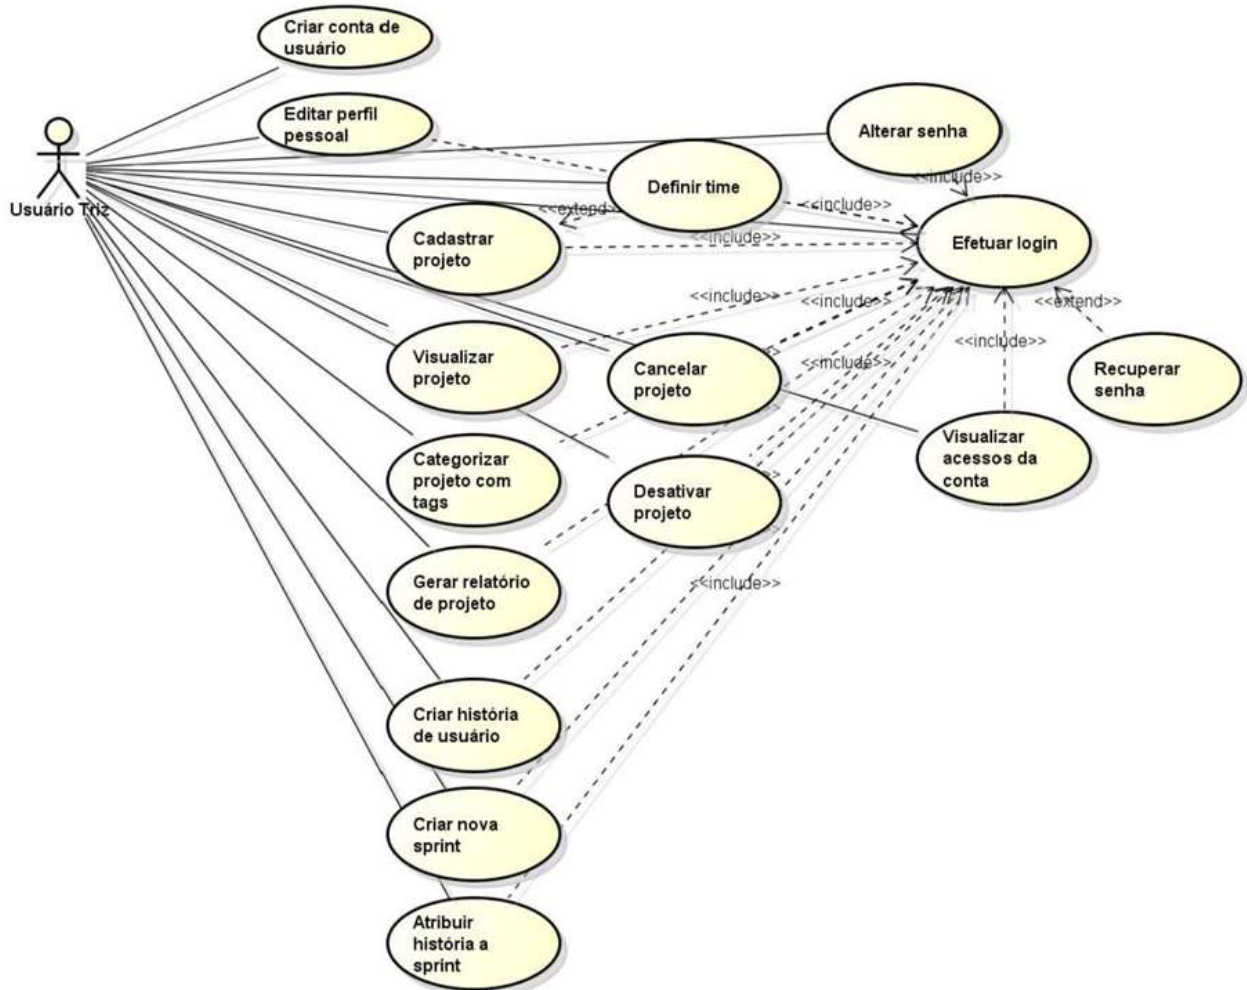 Criar conta de
usuário
Editar perfil
pessoal
Alterar senha
<<include>>
Usuário Triz
Definir time
<<extend>>
<<include>>
Cadastrar
projeto
<<include>>
Efetuar login
<<include>>
<<include>>
<<extend>>
Visualizar
projeto
Cancelar
projeto
<<include>>
<<include>>
Recuperar
senha
Categorizar
projeto com
tags
Visualizar
acessos da
conta
Desativar
projeto
Gerar relatório
de projeto
<<include>>
Criar história
de usuário
Criar nova
sprint
Atribuir
história a
sprint